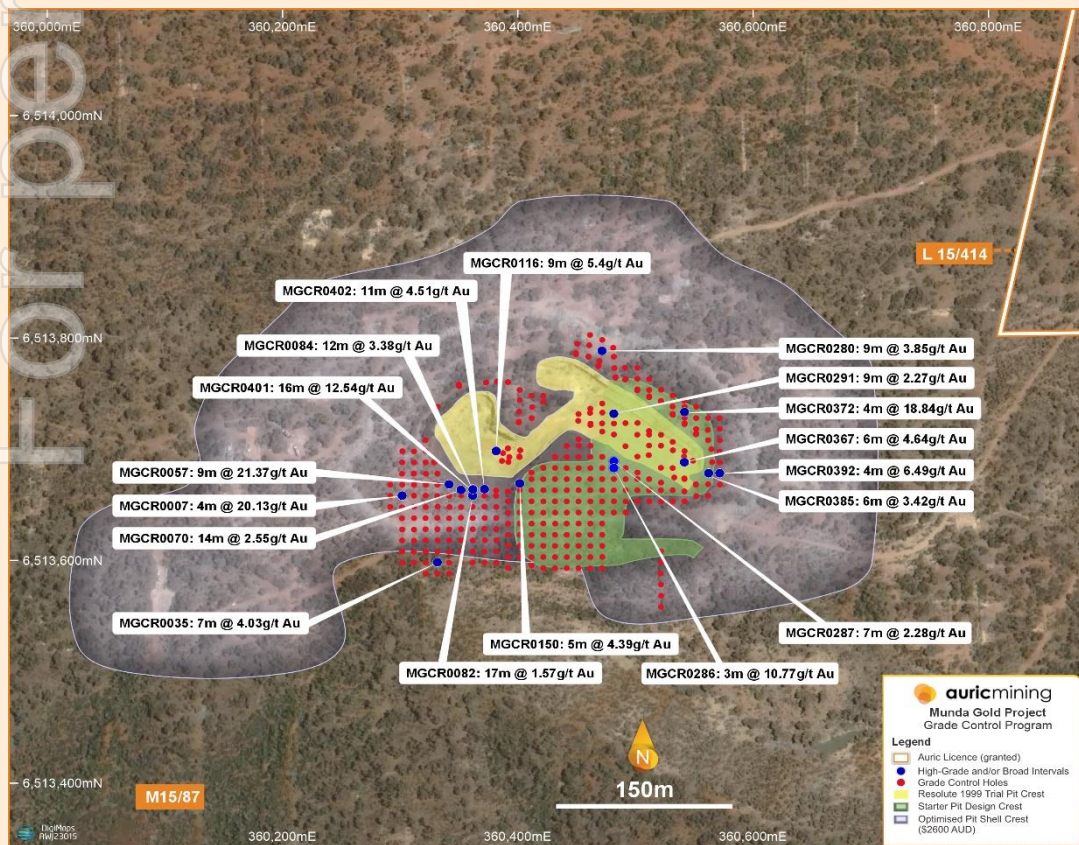 For pe
360,000mE
360,200mE
360,400mE
360,600mE
360,800mE
6,514,000mN
L 15/414
MGCR0116: 9m @ 5.4g/t Au
MGCR0402: 11m @ 4.51g/t Au
6,513,800mN
MGCR0084: 12m @ 3.38g/t Au
MGCR0280: 9m @ 3.85g/t Au
MGCR0401: 16m @ 12.54g/t Au
MGCR0291: 9m @ 2.27g/t Au
MGCR0372: 4m @ 18.84g/t Au
MGCR0367: 6m @ 4.64g/t Au
MGCR0057: 9m @ 21.37g/t Au
MGCR0392: 4m @ 6.49g/t Au
MGCR0007: 4m @ 20.13g/t Au
MGCR0385: 6m @ 3.42g/t Au
MGCR0070: 14m @ 2.55g/t Au
6,513,600mN
MGCR0035: 7m @ 4.03g/t Au
MGCR0287: 7m @ 2.28g/t Au
MGCR0150: 5m @ 4.39g/t Au
MGCR0082: 17m @ 1.57g/t Au
MGCR0286: 3m @ 10.77g/t Au
N
150m
6,513,400mN
M15/87
auricmining
Munda Gold Project
Grade Control Program
Legend
Auric Licence (granted)
High-Grade and/or Broad Intervals
Grade Control Holes
Resolute 1999 Trial Pit Crest
Starter Pit Design Crest
Optimised Pit Shell Crest
($2600 AUD)
DigiMaps
AWJ23015
360,200mE
360,400mE
360,600mE